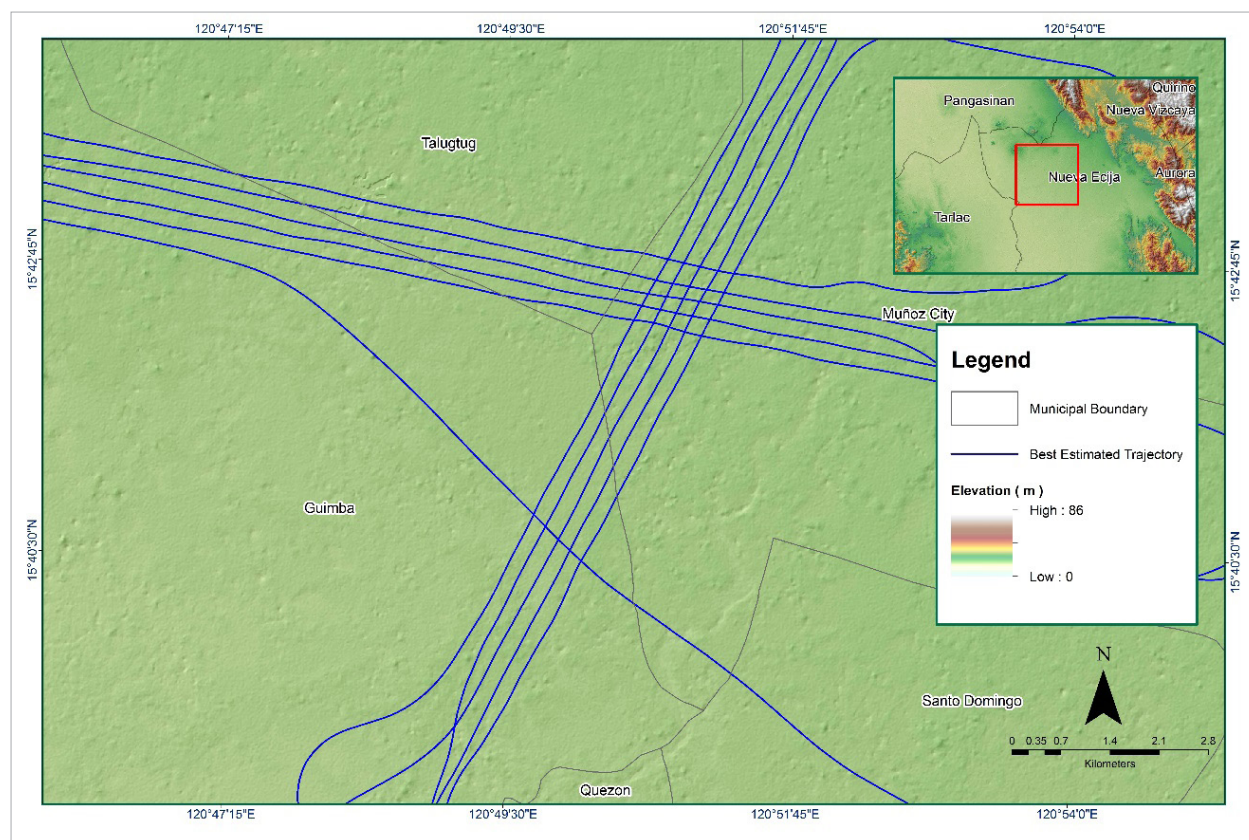 120°47'15"E
120°49'30"E
120°51'45"E
120°54'0"E
Quirino
Pangasinan
Nueva Vizcaya
Talugtug
Aurora
Nueva Ecija
Tarlac
15°42'45"N
15°42'45"N
Muñoz City
Legend
Municipal Boundary
Best Estimated Trajectory
Elevation ( m )
High : 86
Low : 0
Guimba
15°40'30"N
15°40'30"N
N
Santo Domingo
0 0.35 0.7 1.4 2.1 2.8
Kilometers
Quezon
120°47'15"E
120°49'30"E
120°51'45"E
120°54'0"E